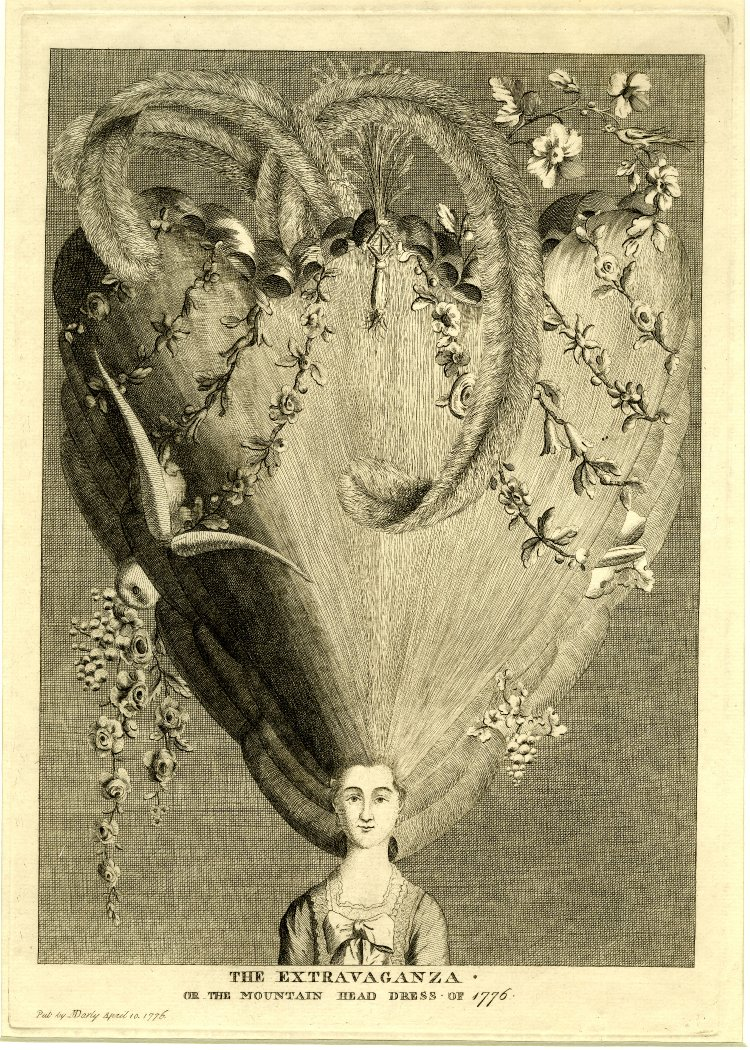 THE EXTRAVAGANZA ·
OR THE MOUNTAIN HEAD DRESS · OF 1776 ·
Pub by MDarly April 10. 1776.